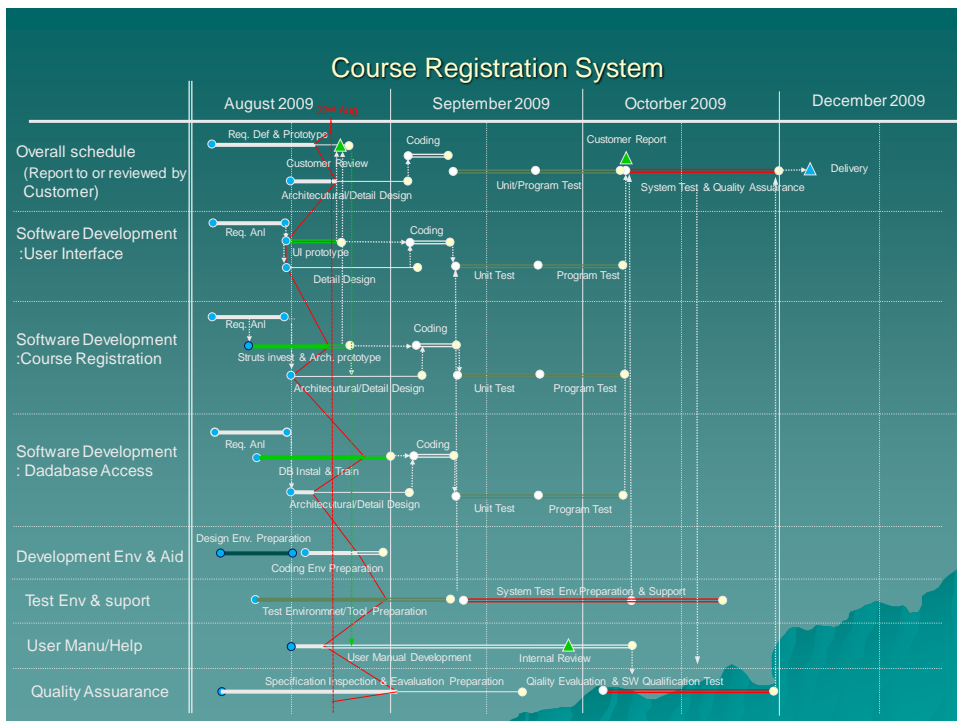 Course Registration System
August 2009
September 2009
Octorber 2009
December 2009
Overall schedule
(Report to or reviewed by
Customer)
Req. Def & Prototype
Customer Review
Architecutural/Detail Design
Coding
Unit/Program Test
Customer Report
System Test & Quality Assuarance
Delivery
Software Development
:User Interface
Req. Anl
UI prototype
Detail Design
Coding
Unit Test
Program Test
Software Development
:Course Registration
Req. Anl
Struts invest & Arch. prototype
Architecutural/Detail Design
Coding
Unit Test
Program Test
Software Development
: Dadabase Access
Req. Anl
DB Instal & Train
Architecutural/Detail Design
Coding
Unit Test
Program Test
Development Env & Aid
Design Env. Preparation
Coding Env Preparation
Test Env & suport
Test Environmnet/Tool Preparation
System Test Env.Preparation & Support
User Manu/Help
User Manual Development
Internal Review
Quality Assuarance
Specification Inspection & Eavaluation Preparation
Qiality Evaluation & SW Qualification Test